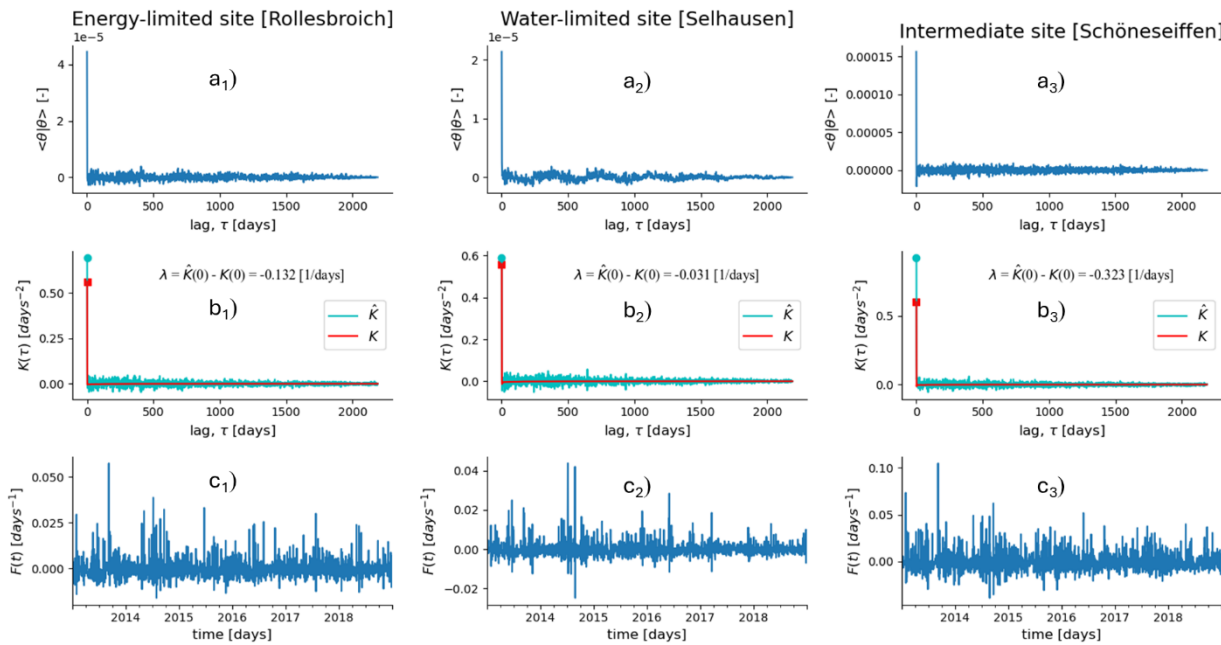 Energy-limited site [Rollesbroich]
1e−5
<θ|θ> [-]
4
2
0
a₁)
0 500 1000 1500 2000
lag, τ [days]
Water-limited site [Selhausen]
1e−5
<θ|θ> [-]
2
1
0
a₂)
0 500 1000 1500 2000
lag, τ [days]
Intermediate site [Schöneseiffen]
<θ|θ> [-]
0.00015
0.00010
0.00005
0.00000
a₃)
0 500 1000 1500 2000
lag, τ [days]
K(τ) [days⁻²]
0.50
0.25
0.00
λ = K̂(0) - K(0) = -0.132 [1/days]
b₁)
K̂
K
0 500 1000 1500 2000
lag, τ [days]
K(τ) [days⁻²]
0.6
0.4
0.2
0.0
λ = K̂(0) - K(0) = -0.031 [1/days]
b₂)
K̂
K
0 500 1000 1500 2000
lag, τ [days]
K(τ) [days⁻²]
0.5
0.0
λ = K̂(0) - K(0) = -0.323 [1/days]
b₃)
K̂
K
0 500 1000 1500 2000
lag, τ [days]
F(t) [days⁻¹]
0.050
0.025
0.000
c₁)
2014 2015 2016 2017 2018
time [days]
F(t) [days⁻¹]
0.04
0.02
0.00
−0.02
c₂)
2014 2015 2016 2017 2018
time [days]
F(t) [days⁻¹]
0.10
0.05
0.00
c₃)
2014 2015 2016 2017 2018
time [days]